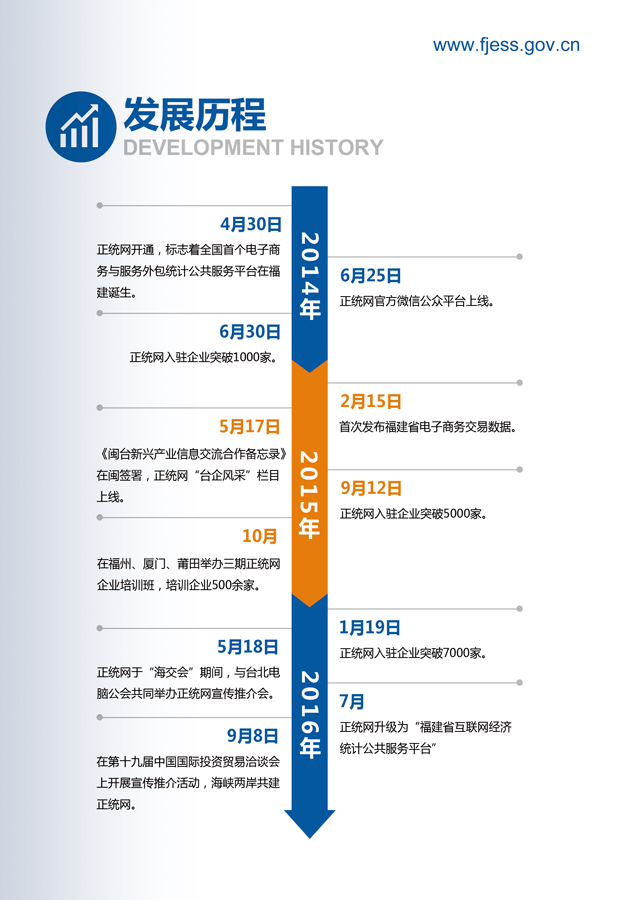 www.fjess.gov.cn
发展历程
DEVELOPMENT HISTORY
2014年
4月30日
正统网开通，标志着全国首个电子商
务与服务外包统计公共服务平台在福
建诞生。
6月25日
正统网官方微信公众平台上线。
6月30日
正统网入驻企业突破1000家。
2015年
2月15日
首次发布福建省电子商务交易数据。
5月17日
《闽台新兴产业信息交流合作备忘录》
在闽签署，正统网“台企风采”栏目
上线。
9月12日
正统网入驻企业突破5000家。
10月
在福州、厦门、莆田举办三期正统网
企业培训班，培训企业500余家。
2016年
1月19日
正统网入驻企业突破7000家。
5月18日
正统网于“海交会”期间，与台北电
脑公会共同举办正统网宣传推介会。
7月
正统网升级为“福建省互联网经济
统计公共服务平台”
9月8日
在第十九届中国国际投资贸易洽谈会
上开展宣传推介活动，海峡两岸共建
正统网。